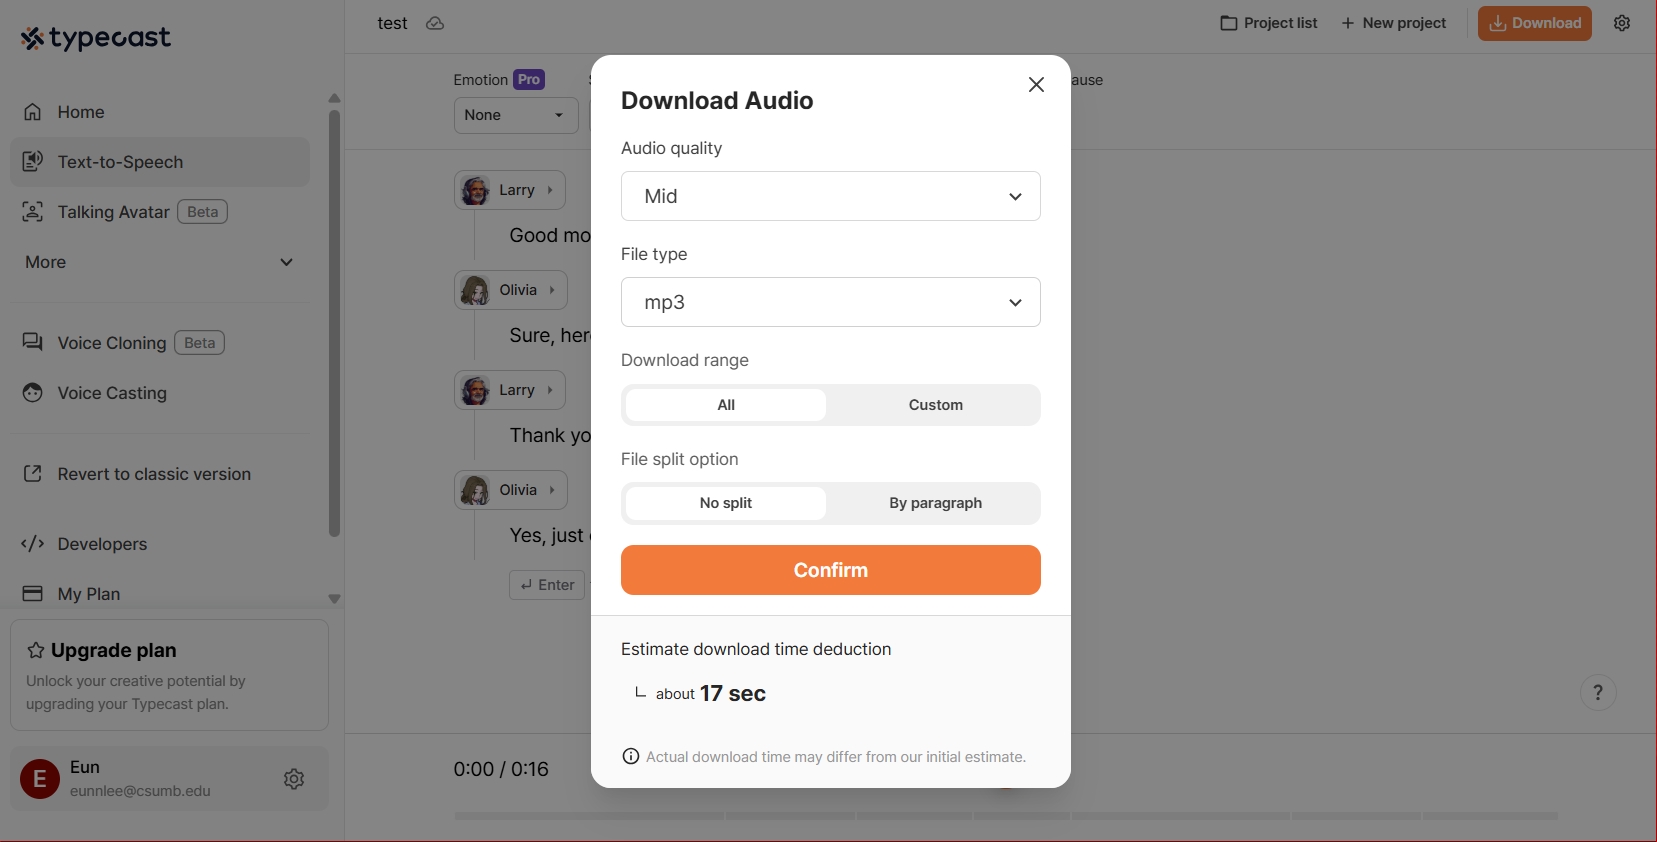 typecast
Home
Text-to-Speech
Talking Avatar Beta
More
Voice Cloning Beta
Voice Casting
Revert to classic version
Developers
My Plan
Upgrade plan
Unlock your creative potential by
upgrading your Typecast plan.
E
Eun
eunnlee@csumb.edu
test
Project list
New project
Download
Emotion Pro
ause
None
Larry
Good mo
Olivia
Sure, her
Larry
Thank yo
Olivia
Yes, just
Enter
0:00 / 0:16
?
Download Audio
Audio quality
Mid
File type
mp3
Download range
All Custom
File split option
No split By paragraph
Confirm
Estimate download time deduction
about 17 sec
Actual download time may differ from our initial estimate.